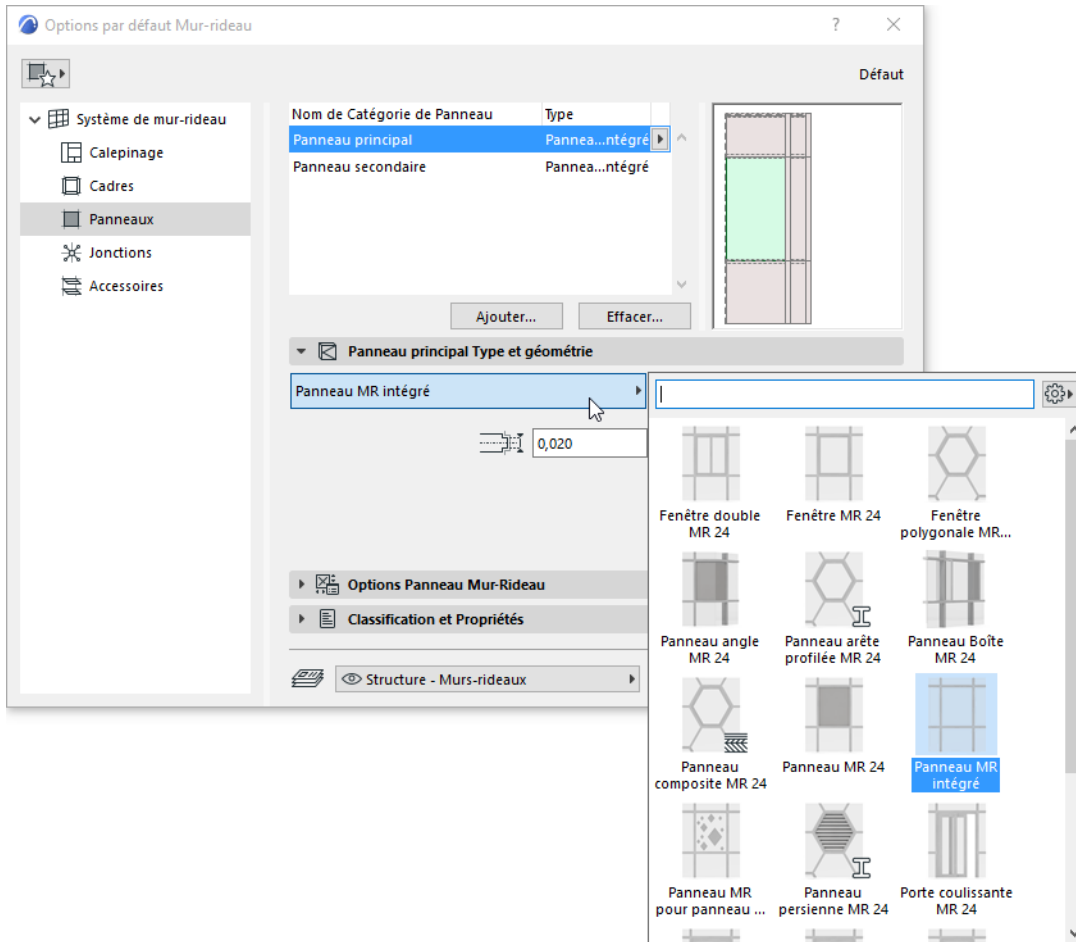 Options par défaut Mur-rideau
?
Défaut
Système de mur-rideau
Calepinage
Cadres
Panneaux
Jonctions
Accessoires
Nom de Catégorie de Panneau Type
Panneau principal Pannea...ntégré
Panneau secondaire Pannea...ntégré
Ajouter... Effacer...
Panneau principal Type et géométrie
Panneau MR intégré
0,020
Options Panneau Mur-Rideau
Classification et Propriétés
Structure - Murs-rideaux
Fenêtre double
MR 24
Fenêtre MR 24
Fenêtre
polygonale MR...
Panneau angle
MR 24
Panneau arête
profilée MR 24
Panneau Boîte
MR 24
Panneau
composite MR 24
Panneau MR 24
Panneau MR
intégré
Panneau MR
pour panneau ...
Panneau
persienne MR 24
Porte coulissante
MR 24